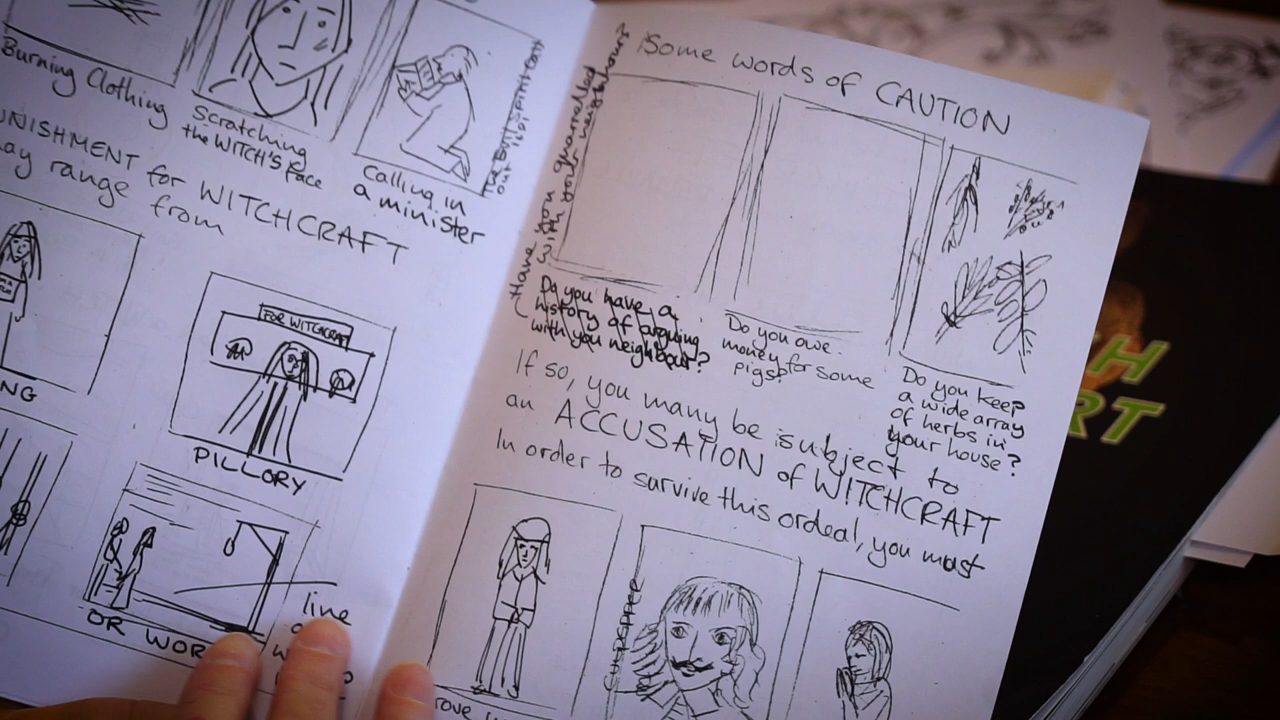 Burning Clothing
Scratching
the WITCH'S face
calling in
a minister
UNISHMENT for WITCHCRAFT
ay range from
NG
FOR WITCHCRAFT
PILLORY
OR WOR
line
Some words of CAUTION
Have you quarrelled
with your neighbours?
Do you have a
history of arguing
with you neighbour?
Do you owe
money for some
pigs?
Do you keep
a wide array
of herbs in
your house?
If so, you many be subject to
an ACCUSATION of WITCHCRAFT
In order to survive this ordeal, you must
CULPEPPER
rove